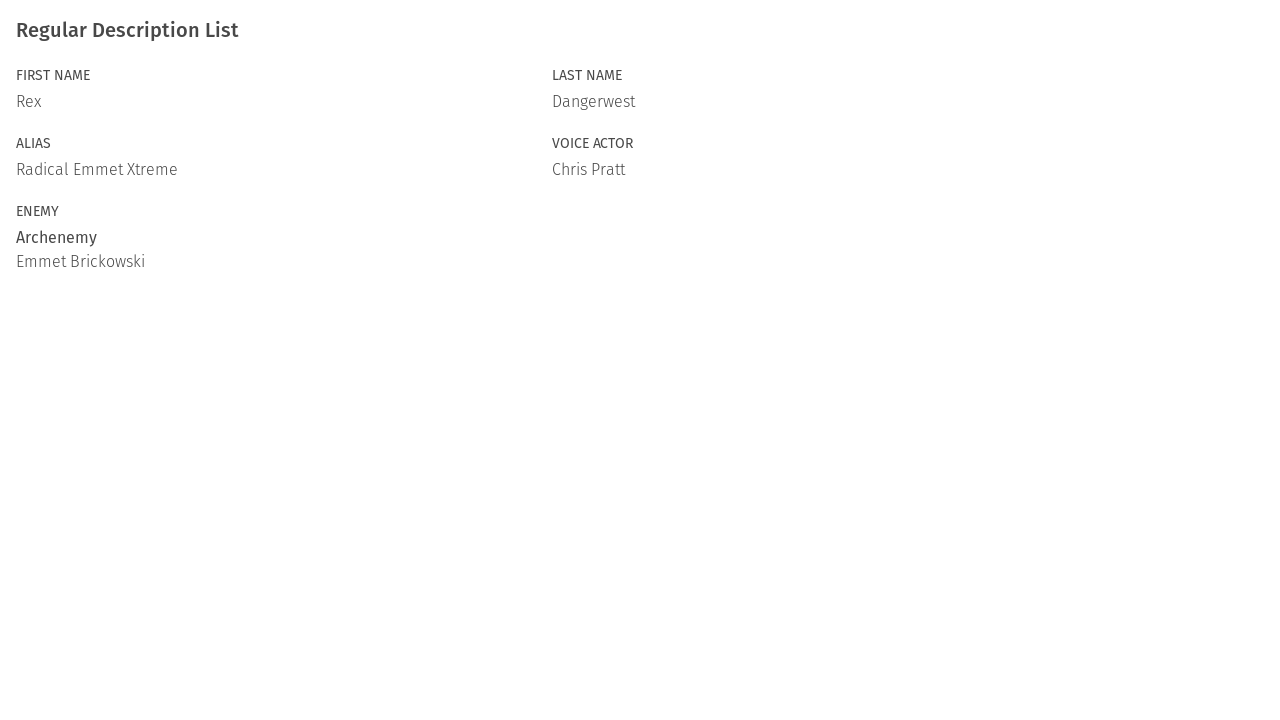 Regular Description List
FIRST NAME
Rex
LAST NAME
Dangerwest
ALIAS
Radical Emmet Xtreme
VOICE ACTOR
Chris Pratt
ENEMY
Archenemy
Emmet Brickowski